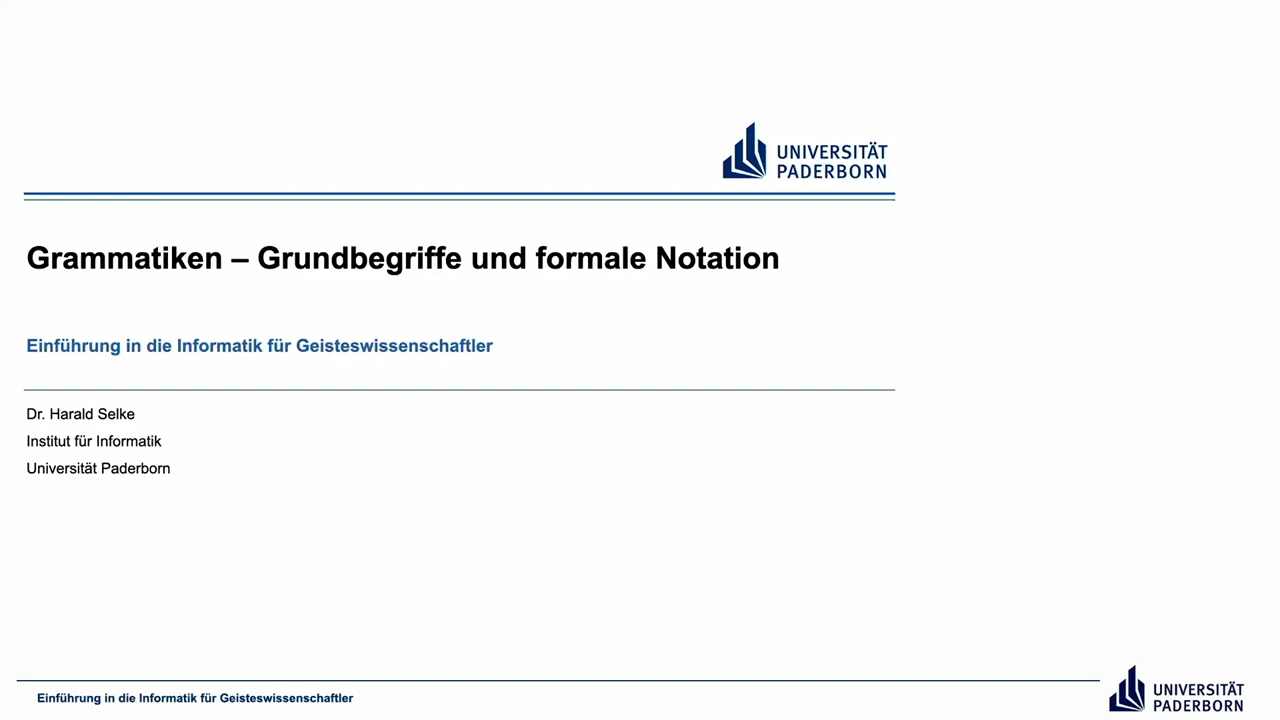 UNIVERSITÄT
PADERBORN
Grammatiken – Grundbegriffe und formale Notation
Einführung in die Informatik für Geisteswissenschaftler
Dr. Harald Selke
Institut für Informatik
Universität Paderborn
Einführung in die Informatik für Geisteswissenschaftler
UNIVERSITÄT
PADERBORN